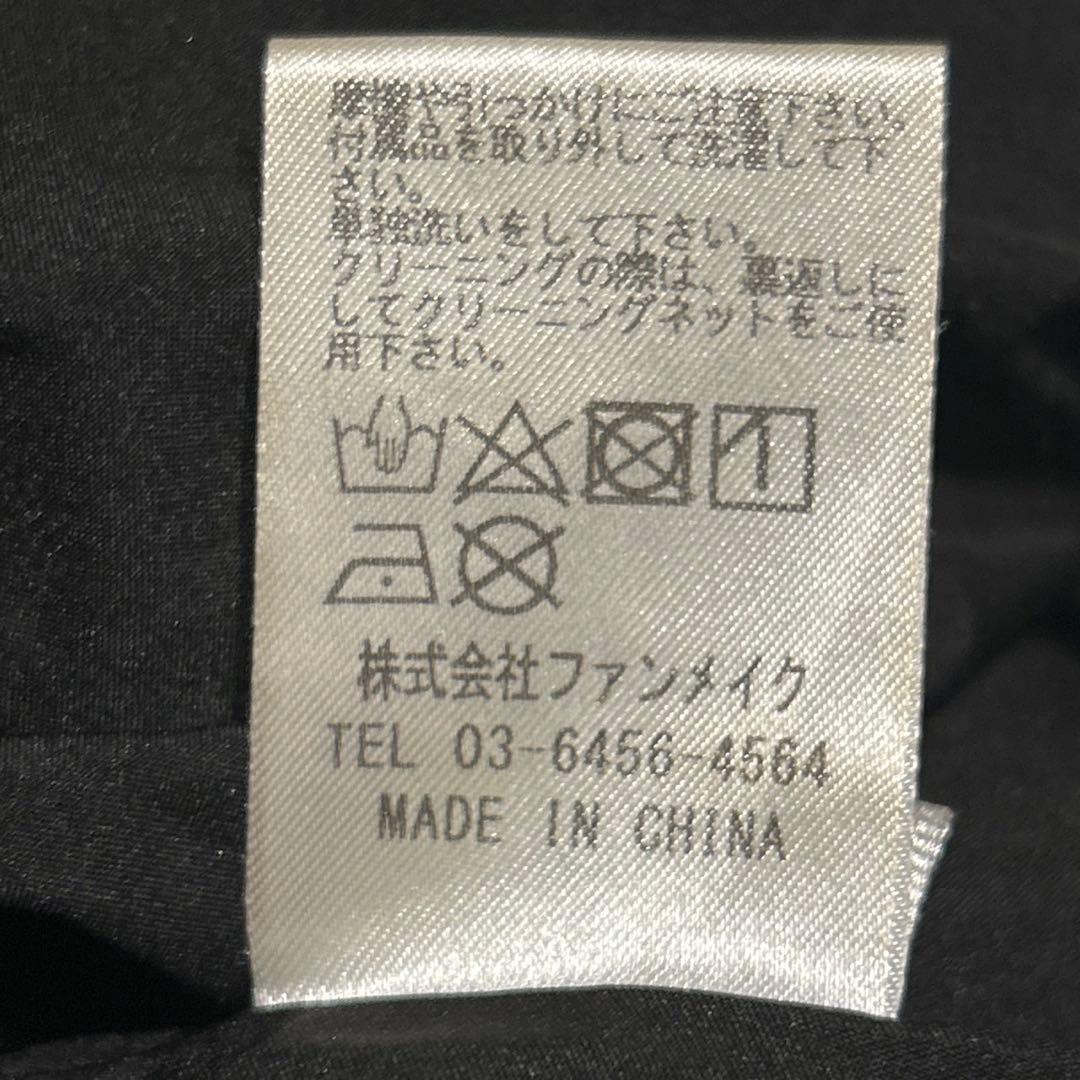 摩擦や引っかけにご注意下さい。
付属品を取り外して洗濯して下
さい。
単独洗いをして下さい。
クリーニングの際は、裏返しに
してクリーニングネットをご使
用下さい。
株式会社ファンメイク
TEL 03-6456-4564
MADE IN CHINA